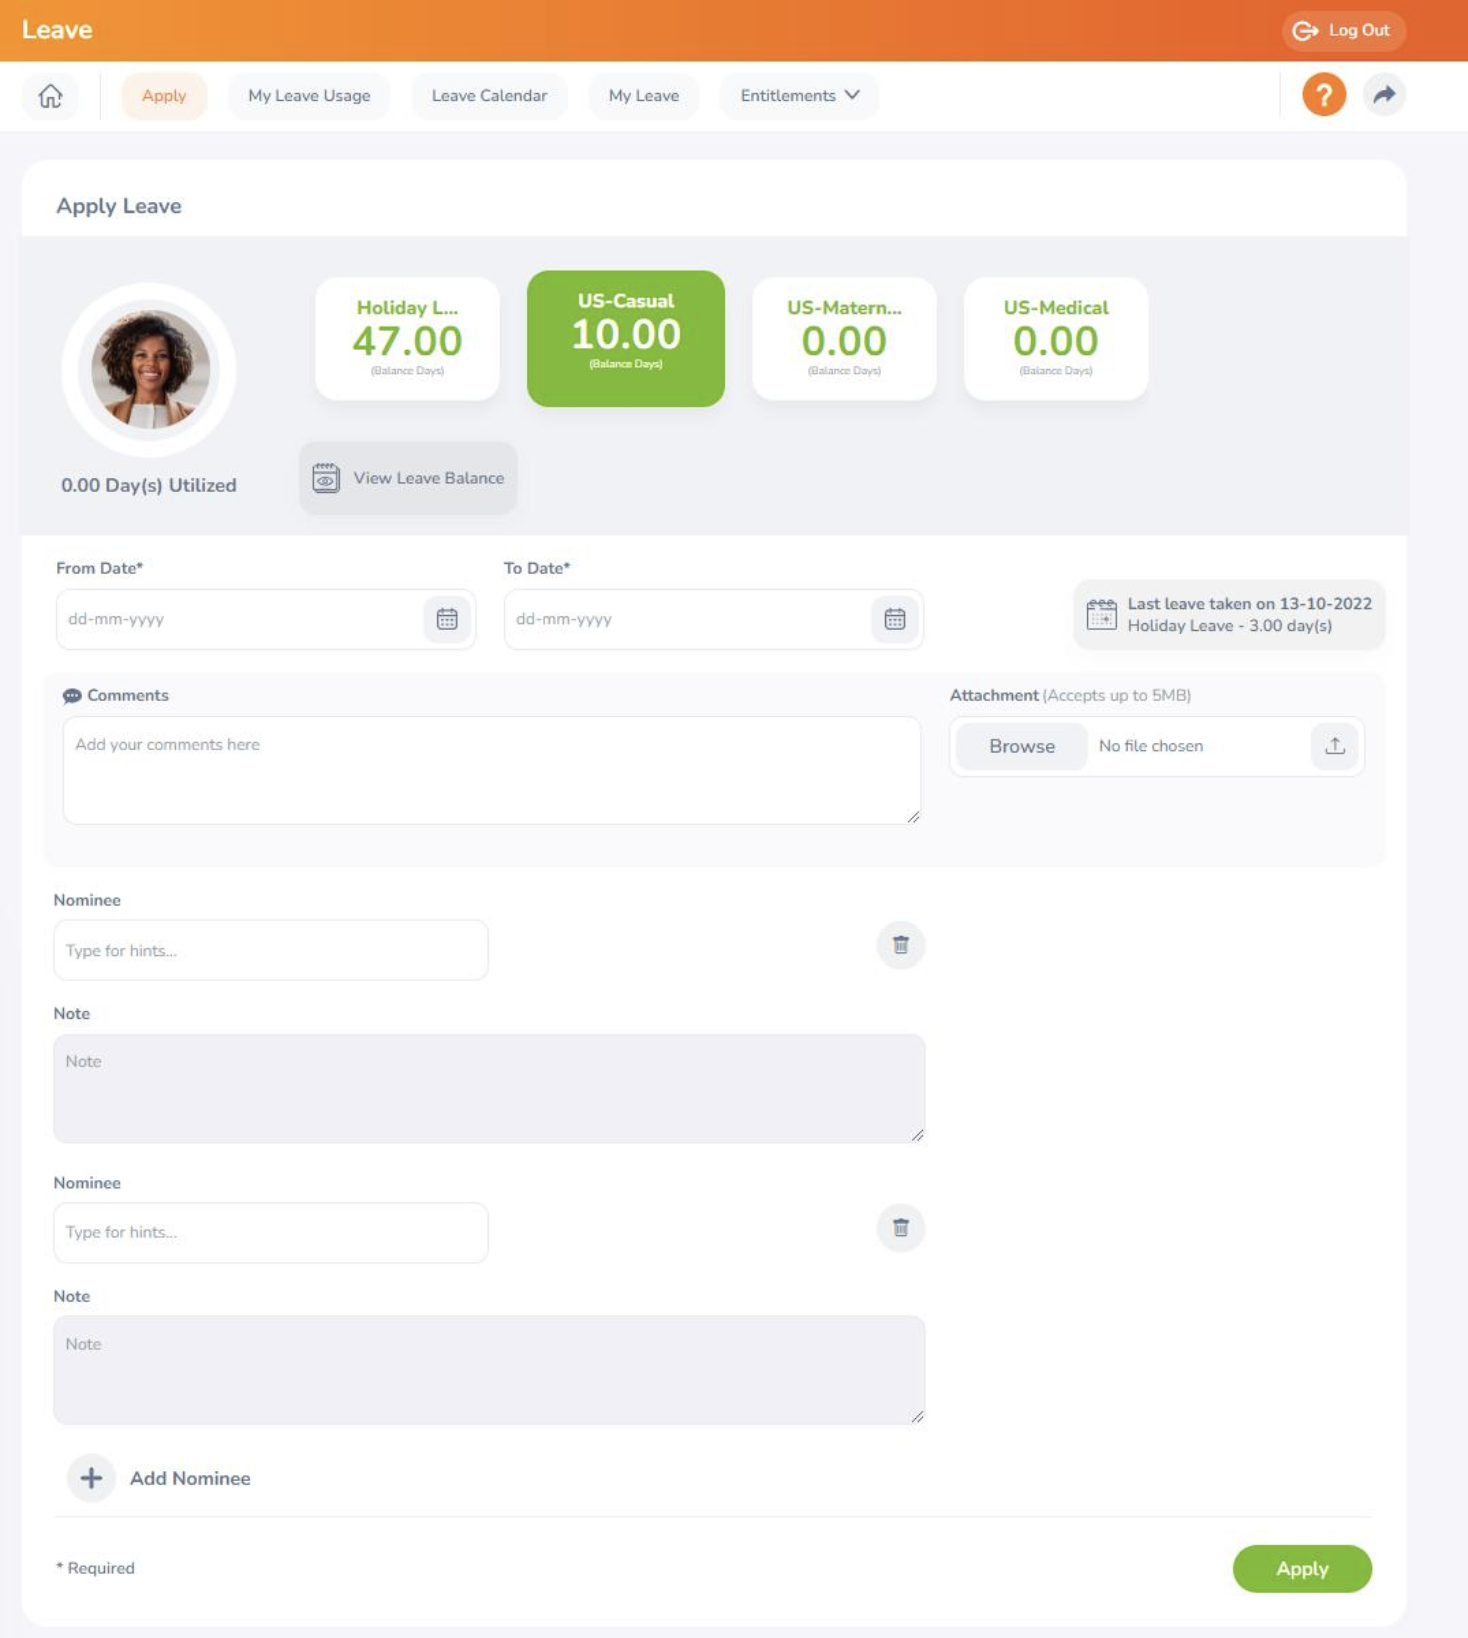 Leave
Log Out
Apply
My Leave Usage
Leave Calendar
My Leave
Entitlements
?
Apply Leave
Holiday L...
47.00
(Balance Days)
US-Casual
10.00
(Balance Days)
US-Matern...
0.00
(Balance Days)
US-Medical
0.00
(Balance Days)
0.00 Day(s) Utilized
View Leave Balance
From Date*
dd-mm-yyyy
To Date*
dd-mm-yyyy
Last leave taken on 13-10-2022
Holiday Leave - 3.00 day(s)
Comments
Add your comments here
Attachment (Accepts up to 5MB)
Browse No file chosen
Nominee
Type for hints...
Note
Note
Nominee
Type for hints...
Note
Note
Add Nominee
* Required
Apply